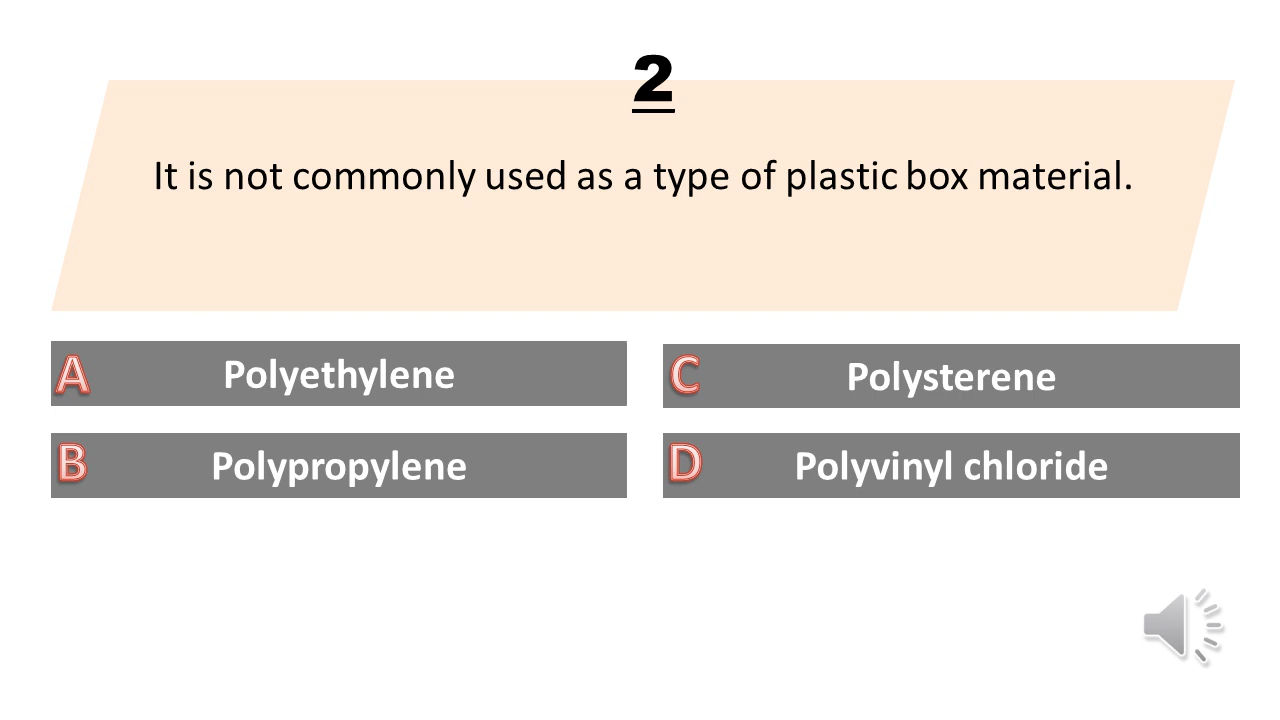 2
It is not commonly used as a type of plastic box material.
A Polyethylene
B Polypropylene
C Polysterene
D Polyvinyl chloride